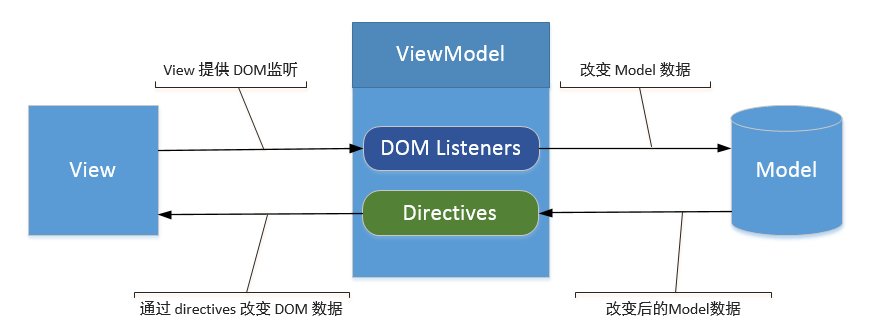 View 提供 DOM监听
ViewModel
改变 Model 数据
View
DOM Listeners
Model
Directives
通过 directives 改变 DOM 数据
改变后的Model数据